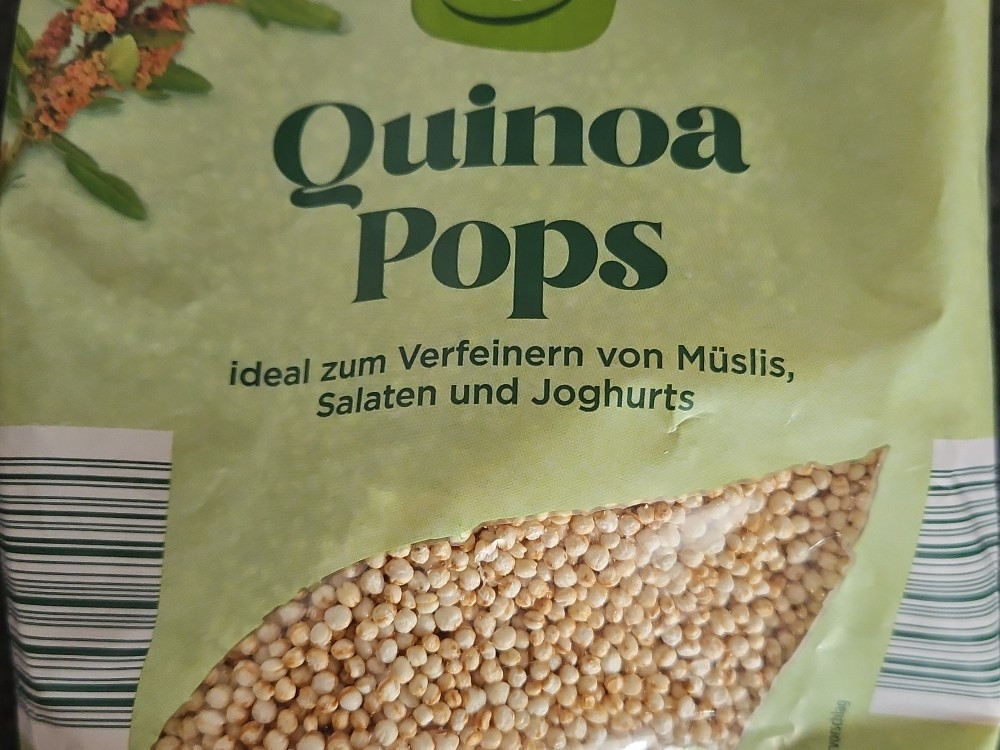 Quinoa
Pops
ideal zum Verfeinern von Müslis,
Salaten und Joghurts